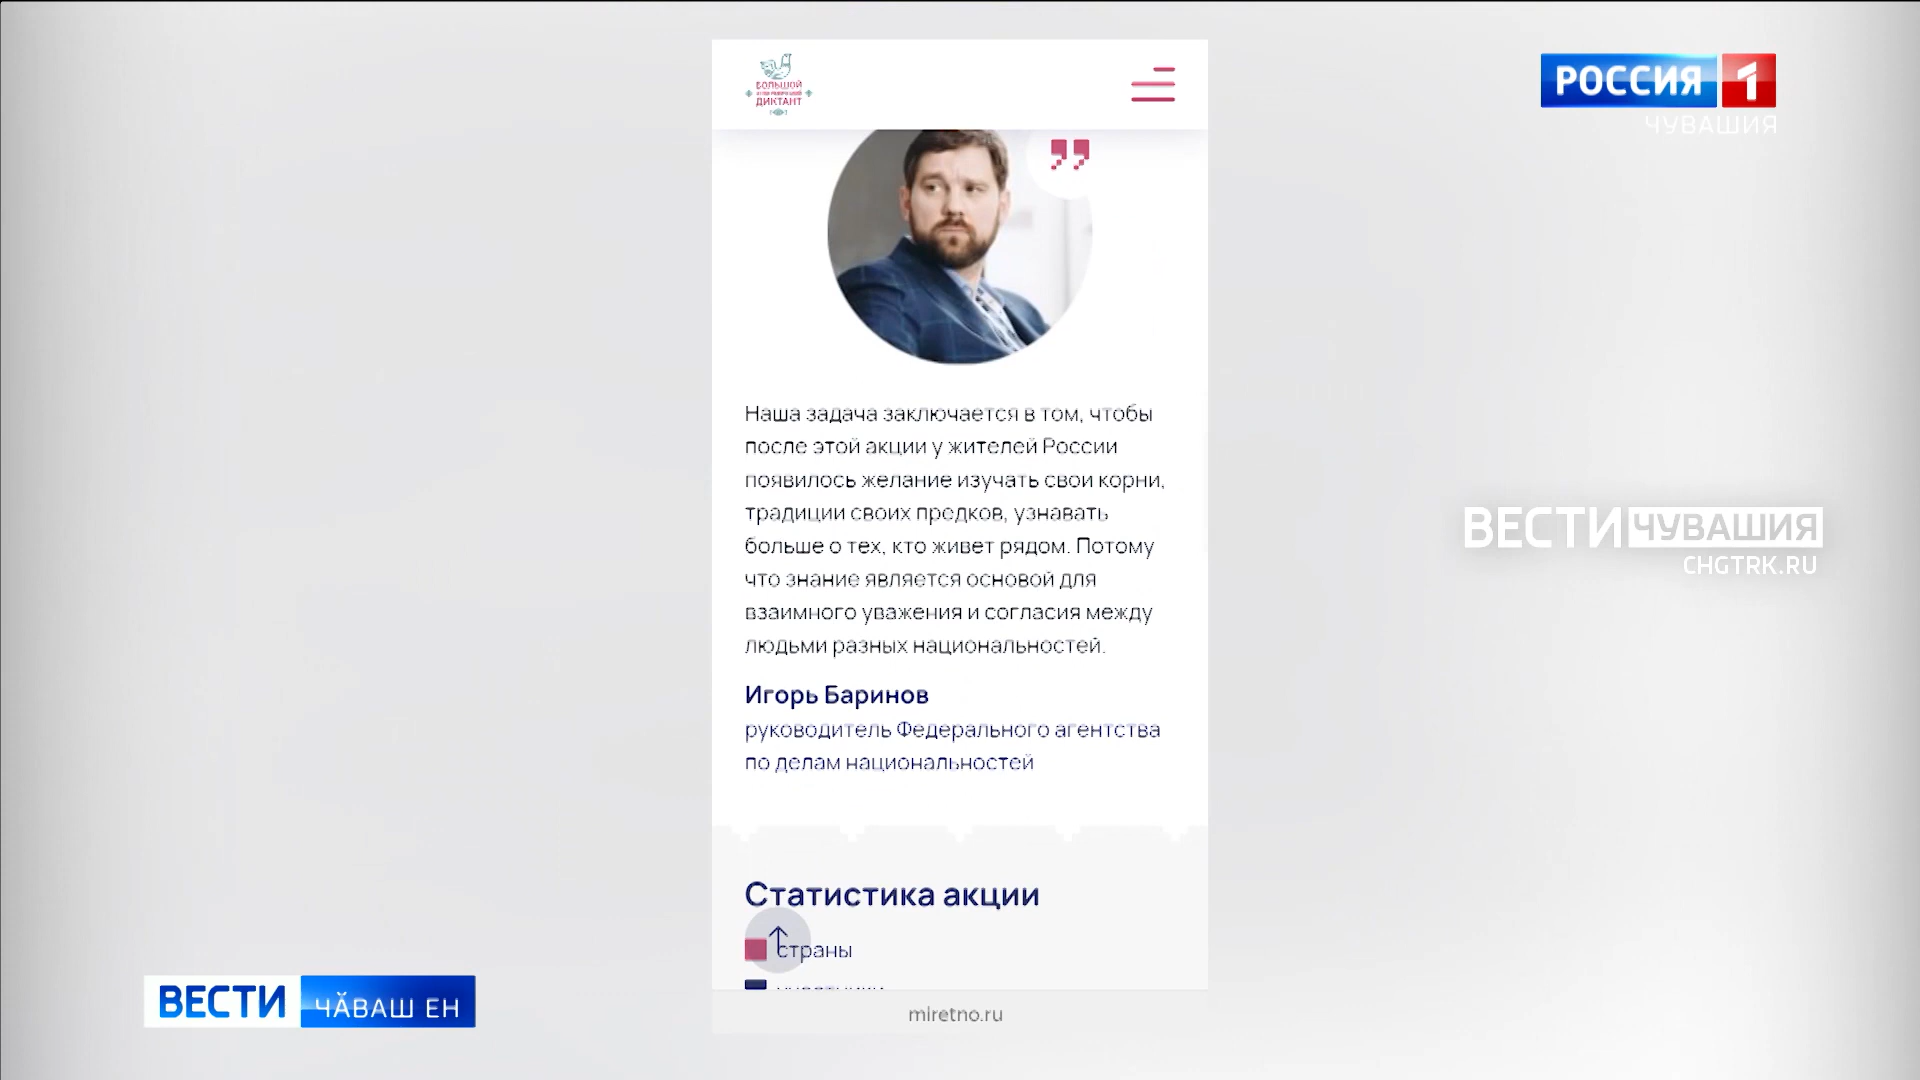 БОЛЬШОЙ
ДИКТАНТ
РОССИЯ 1
ЧУВАШИЯ
Наша задача заключается в том, чтобы
после этой акции у жителей России
появилось желание изучать свои корни,
традиции своих предков, узнавать
больше о тех, кто живет рядом. Потому
что знание является основой для
взаимного уважения и согласия между
людьми разных национальностей.
Игорь Баринов
руководитель Федерального агентства
по делам национальностей
ВЕСТИ ЧУВАШИЯ
CHGTRK.RU
Статистика акции
страны
miretno.ru
ВЕСТИ ЧӐВАШ ЕН